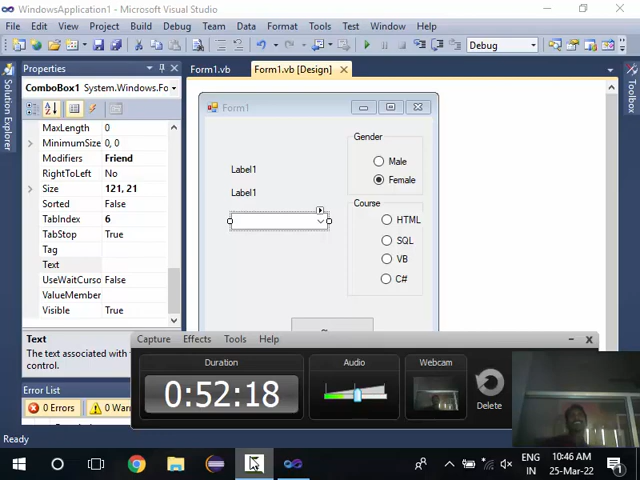 WindowsApplication1 - Microsoft Visual Studio
File Edit View Project Build Debug Team Data Format Tools Test Window Help
Debug
Properties
Form1.vb
Form1.vb [Design]
Solution Explorer
Toolbox
ComboBox1 System.Windows.Fo
MaxLength 0
MinimumSize 0, 0
Modifiers Friend
RightToLeft No
Size 121, 21
Sorted False
TabIndex 6
TabStop True
Tag
Text
UseWaitCurso False
ValueMember
Visible True
Text
The text associated with the
control.
Form1
Label1
Label1
Gender
Male
Female
Course
HTML
SQL
VB
C#
Error List
0 Errors
0 Warn
Ready
Capture Effects Tools Help
Duration
0:52:18
Audio
Webcam
Delete
ENG
IN
10:46 AM
25-Mar-22